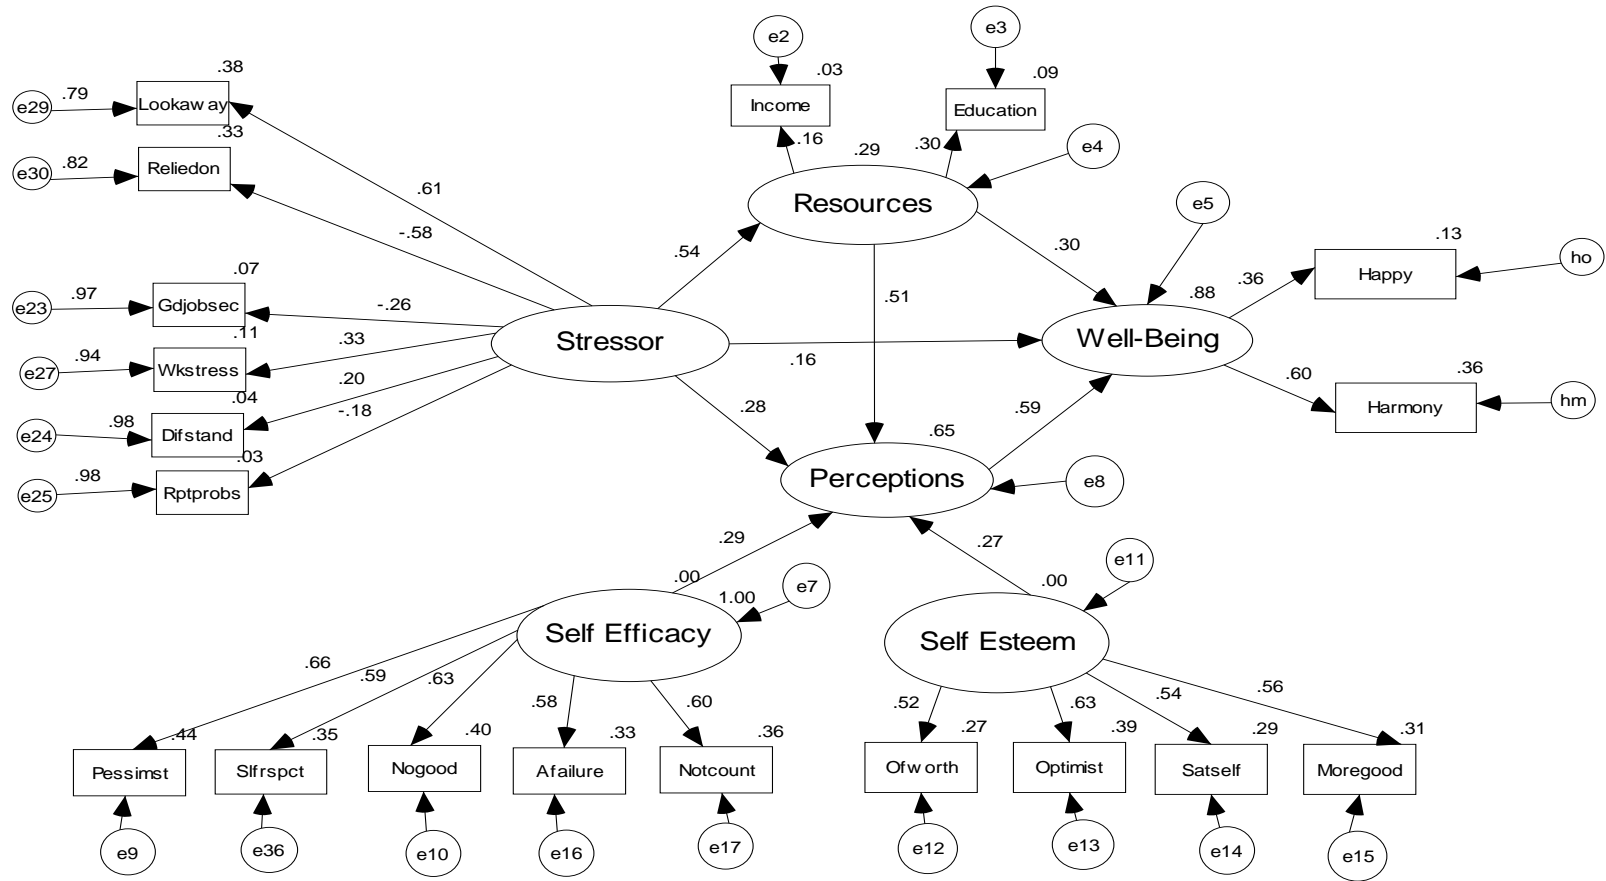 e2
e3
.03
.09
.38
e29
.79
Lookaway
Income
Education
.33
.16
.30
e4
e30
.82
Reliedon
.29
Resources
e5
.61
-.58
.54
.30
.13
ho
Happy
.07
e23
.97
Gdjobsec
-.26
.51
.88
.36
.11
e27
.94
Wkstress
.33
Stressor
Well-Being
.16
.20
.60
.36
Harmony
hm
.04
e24
.98
Difstand
-.18
.28
.59
.65
.03
e25
.98
Rptprobs
Perceptions
e8
.29
.27
e11
.00
.00
e7
1.00
Self Efficacy
Self Esteem
.66
.59
.63
.58
.60
.52
.63
.54
.56
.44
.35
.40
.33
.36
.27
.39
.29
.31
Pessimst
Slfrspct
Nogood
Afailure
Notcount
Ofworth
Optimist
Satself
Moregood
e9
e36
e10
e16
e17
e12
e13
e14
e15